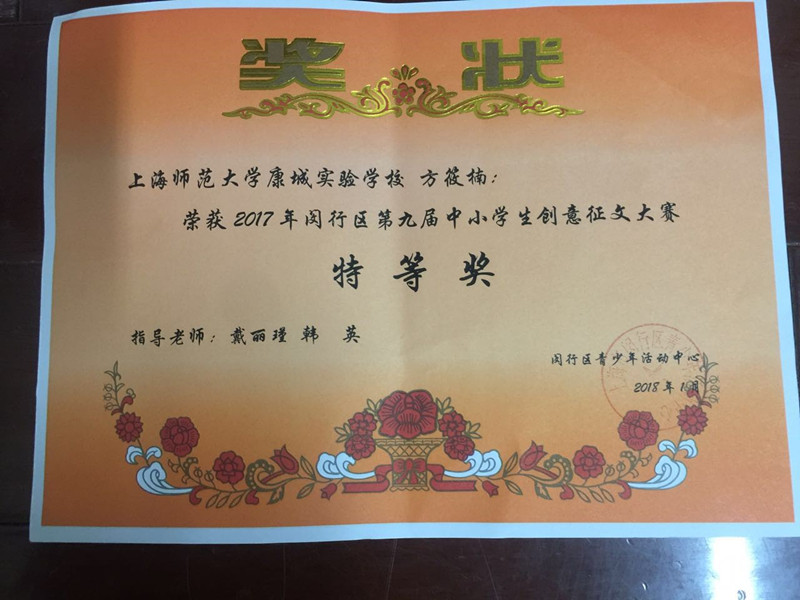 奖状
上海师范大学康城实验学校 方筱楠：
荣获 2017 年闵行区第九届中小学生创意征文大赛
特等奖
指导老师：戴丽瑾 韩 英
闵行区青少年活动中心
2018 年 1 月